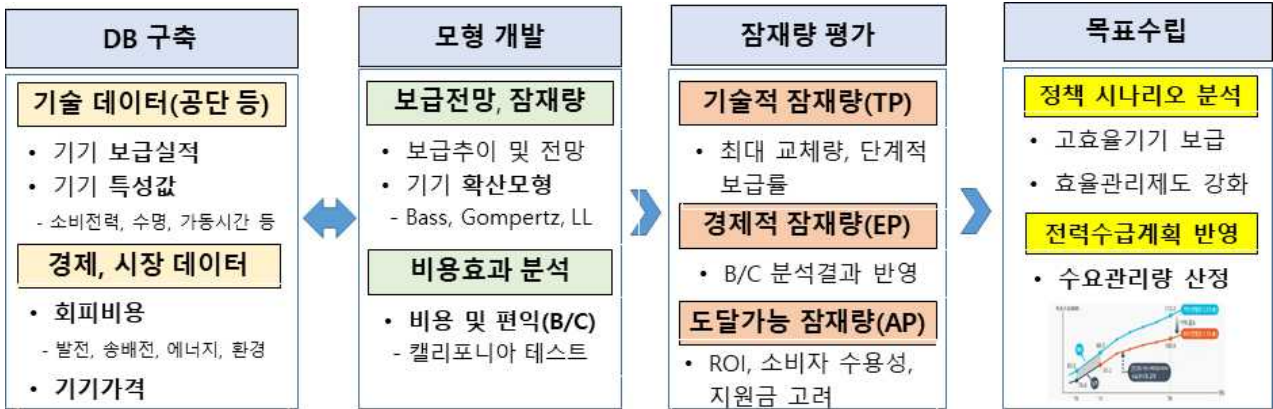 DB 구축
기술 데이터(공단 등)
• 기기 보급실적
• 기기 특성값
- 소비전력, 수명, 가동시간 등
경제, 시장 데이터
• 회피비용
- 발전, 송배전, 에너지, 환경
• 기기가격
모형 개발
보급전망, 잠재량
• 보급추이 및 전망
• 기기 확산모형
- Bass, Gompertz, LL
비용효과 분석
• 비용 및 편익(B/C)
- 캘리포니아 테스트
잠재량 평가
기술적 잠재량(TP)
• 최대 교체량, 단계적
보급률
경제적 잠재량(EP)
• B/C 분석결과 반영
도달가능 잠재량(AP)
• ROI, 소비자 수용성,
지원금 고려
목표수립
정책 시나리오 분석
• 고효율기기 보급
• 효율관리제도 강화
전력수급계획 반영
• 수요관리량 산정